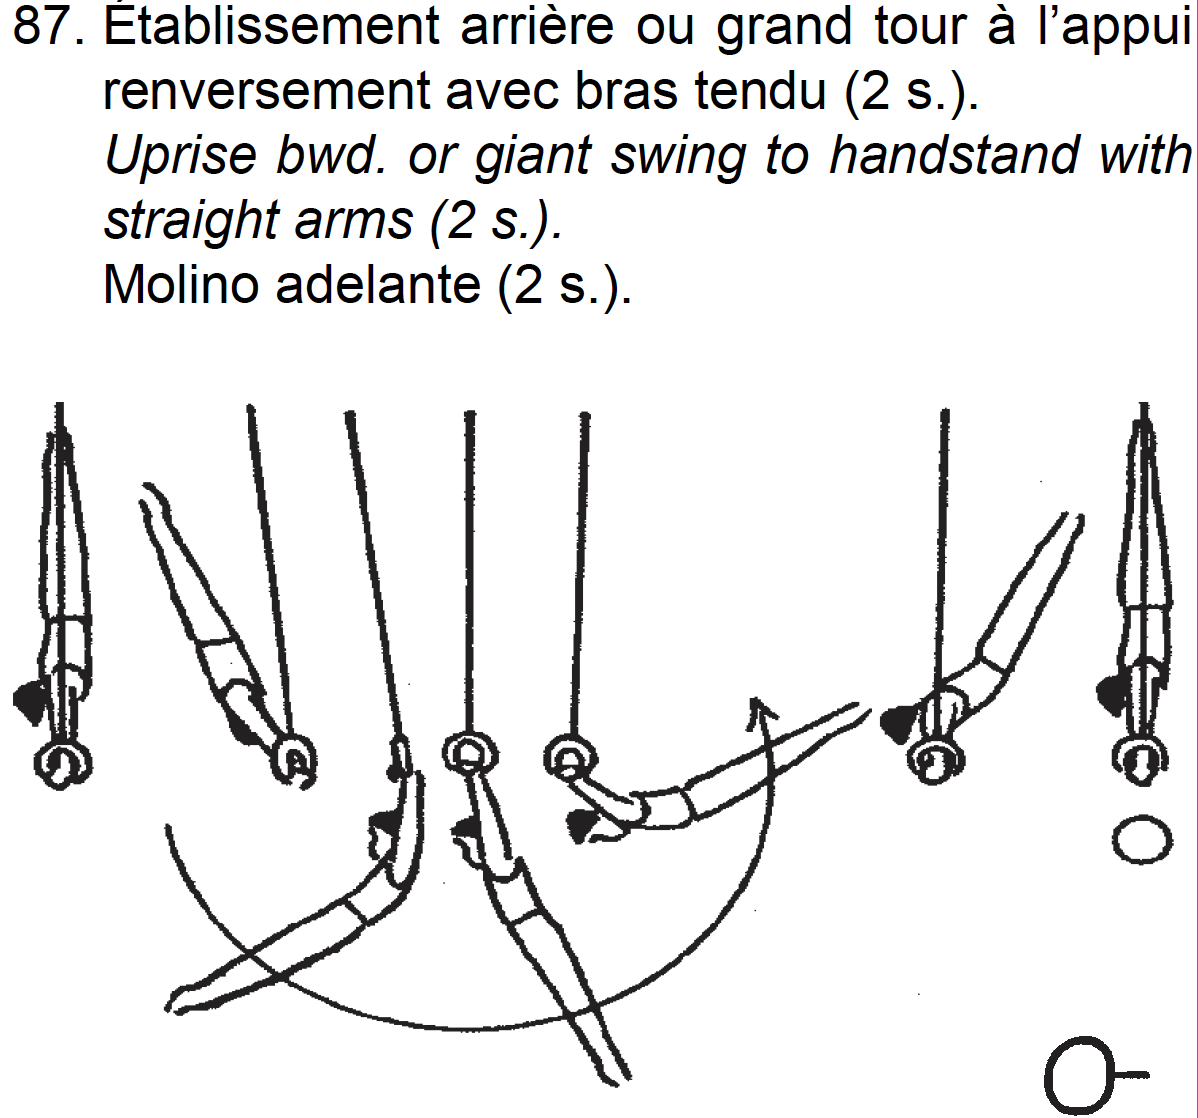 87. Établissement arrière ou grand tour à l’appui
renversement avec bras tendu (2 s.).
Uprise bwd. or giant swing to handstand with
straight arms (2 s.).
Molino adelante (2 s.).